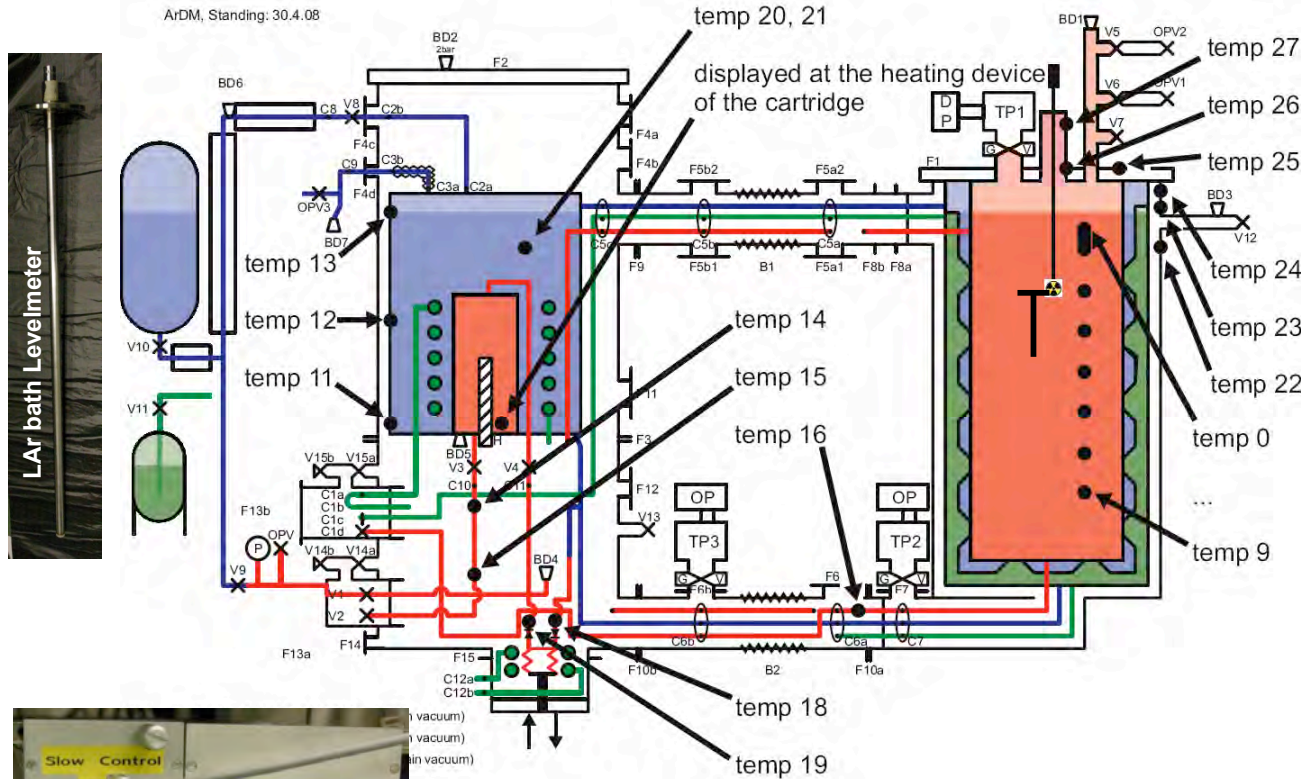 ArDM, Standing: 30.4.08
temp 20, 21
BD1
V5
OPV2
temp 27
BD2
2bar
F2
displayed at the heating device
of the cartridge
BD6
C8
V8
C2b
V6
OPV1
D
P
TP1
temp 26
V7
F4a
F4c
F4b
G
V
F1
temp 25
C9
C3b
F4d
C3a
C2a
F5b2
F5a2
OPV3
BD7
BD3
V12
temp 13
C5c
C5b
C5a
F9
F5b1
B1
F5a1
F8b
F8a
temp 24
LAr bath Levelmeter
temp 12
temp 14
temp 23
V10
temp 11
temp 15
temp 22
F11
V11
H
F3
temp 0
BD5
V3
V4
temp 16
V15b
V15a
C10
C11
F12
OP
OP
...
C1a
C1b
C1c
C1d
F13b
V13
P
OPV
TP3
TP2
temp 9
V14b
V14a
BD4
V9
G
V
G
V
V1
F6b
F6
F7
V2
C6b
C6a
C7
F14
F13a
F15
F10b
B2
F10a
C12a
C12b
temp 18
n vacuum)
n vacuum)
ain vacuum)
Slow Control
temp 19